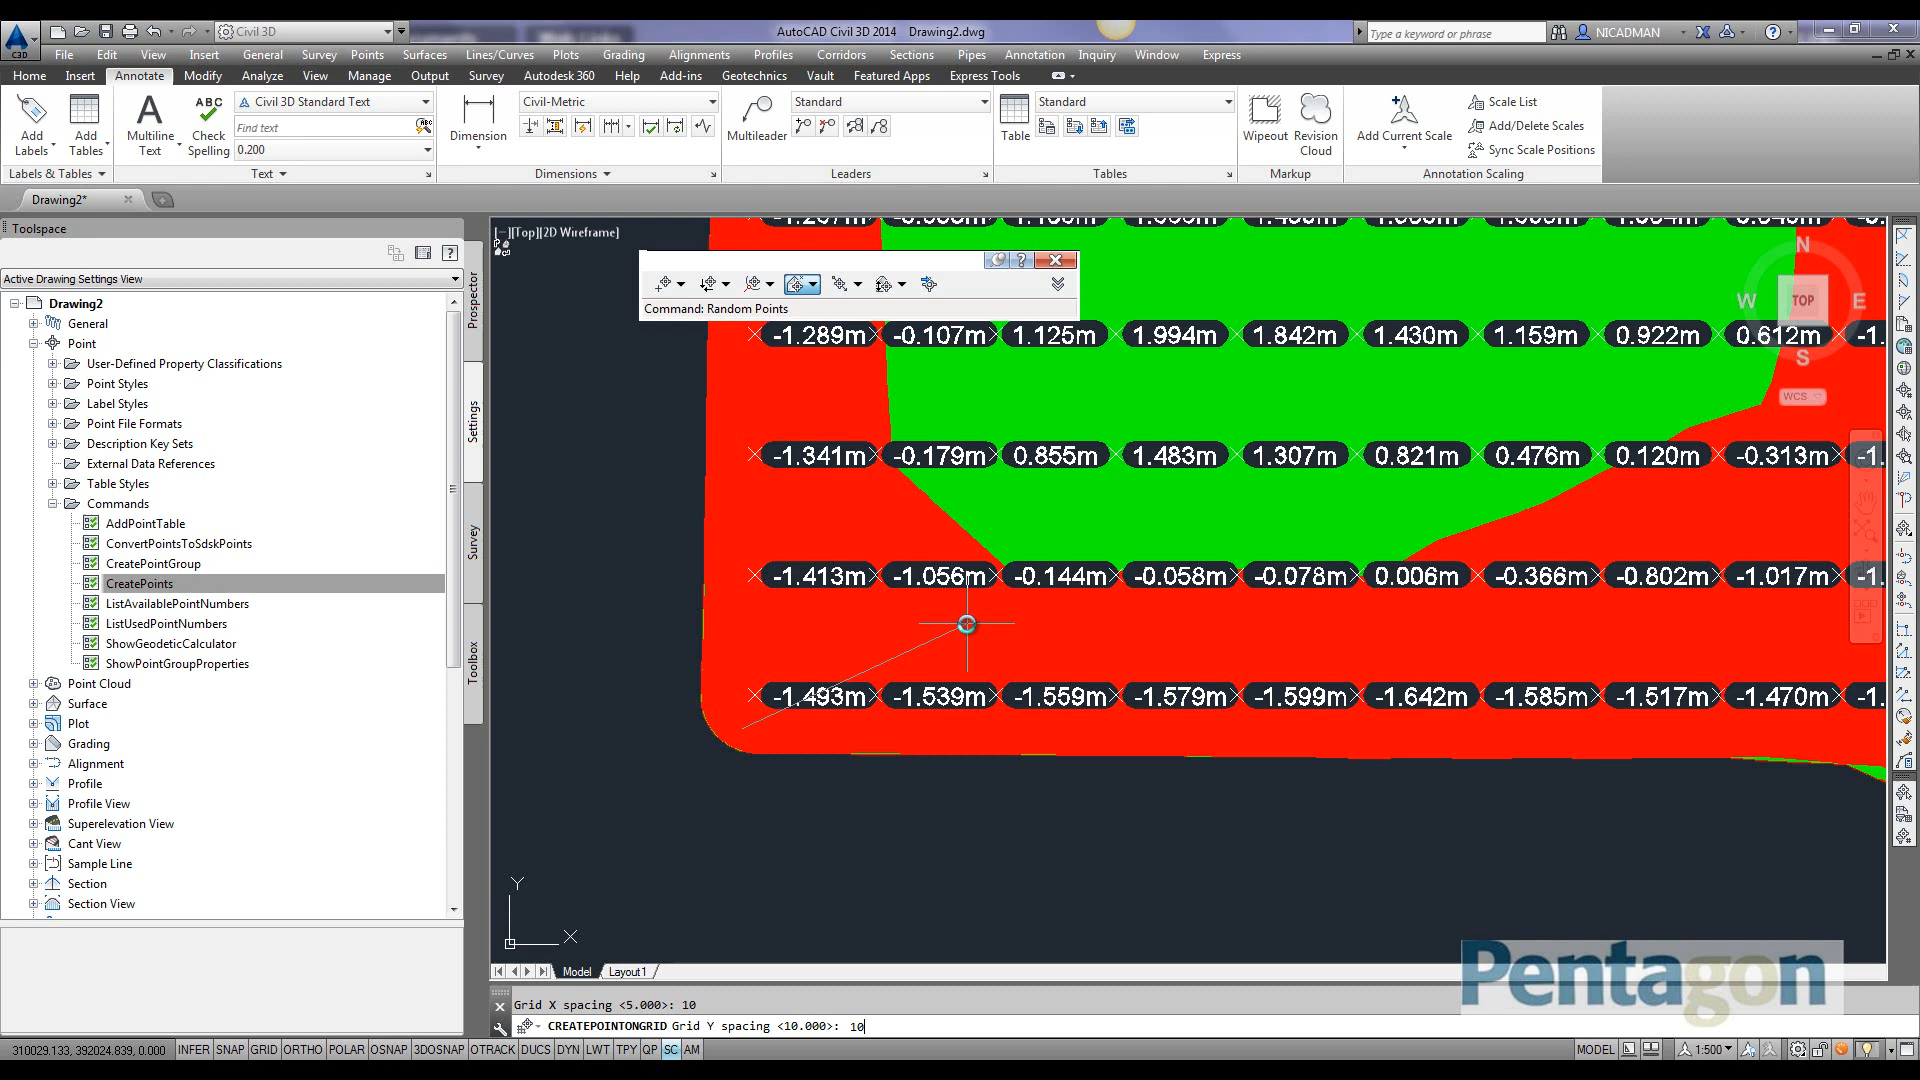 C3D
Civil 3D
AutoCAD Civil 3D 2014 Drawing2.dwg
Type a keyword or phrase
NICADMAN
File Edit View Insert General Survey Points Surfaces Lines/Curves Plots Grading Alignments Profiles Corridors Sections Pipes Annotation Inquiry Window Express
Home Insert Annotate Modify Analyze View Manage Output Survey Autodesk 360 Help Add-ins Geotechnics Vault Featured Apps Express Tools
Add Labels
Add Tables
Multiline Text
ABC
Check Spelling
Civil 3D Standard Text
Find text
0.200
Dimension
Civil-Metric
Multileader
Standard
Table
Standard
Wipeout
Revision Cloud
Add Current Scale
Scale List
Add/Delete Scales
Sync Scale Positions
Labels & Tables
Text
Dimensions
Leaders
Tables
Markup
Annotation Scaling
Drawing2*
Toolspace
Active Drawing Settings View
Drawing2
General
Point
User-Defined Property Classifications
Point Styles
Label Styles
Point File Formats
Description Key Sets
External Data References
Table Styles
Commands
AddPointTable
ConvertPointsToSdskPoints
CreatePointGroup
CreatePoints
ListAvailablePointNumbers
ListUsedPointNumbers
ShowGeodeticCalculator
ShowPointGroupProperties
Point Cloud
Surface
Plot
Grading
Alignment
Profile
Profile View
Superelevation View
Cant View
Sample Line
Section
Section View
Prospector
Settings
Survey
Toolbox
[–][Top][2D Wireframe]
Command: Random Points
N
W TOP E
S
WCS
-1.289m -0.107m 1.125m 1.994m 1.842m 1.430m 1.159m 0.922m 0.612m -1.
-1.341m -0.179m 0.855m 1.483m 1.307m 0.821m 0.476m 0.120m -0.313m -1.
-1.413m -1.056m -0.144m -0.058m -0.078m 0.006m -0.366m -0.802m -1.017m -1.
-1.493m -1.539m -1.559m -1.579m -1.599m -1.642m -1.585m -1.517m -1.470m -1.
Y
X
Pentagon
Model Layout1
Grid X spacing <5.000>: 10
CREATEPOINTONGRID Grid Y spacing <10.000>: 10
310029.133, 392024.839, 0.000 INFER SNAP GRID ORTHO POLAR OSNAP 3DOSNAP OTRACK DUCS DYN LWT TPY QP SC AM
MODEL 1:500